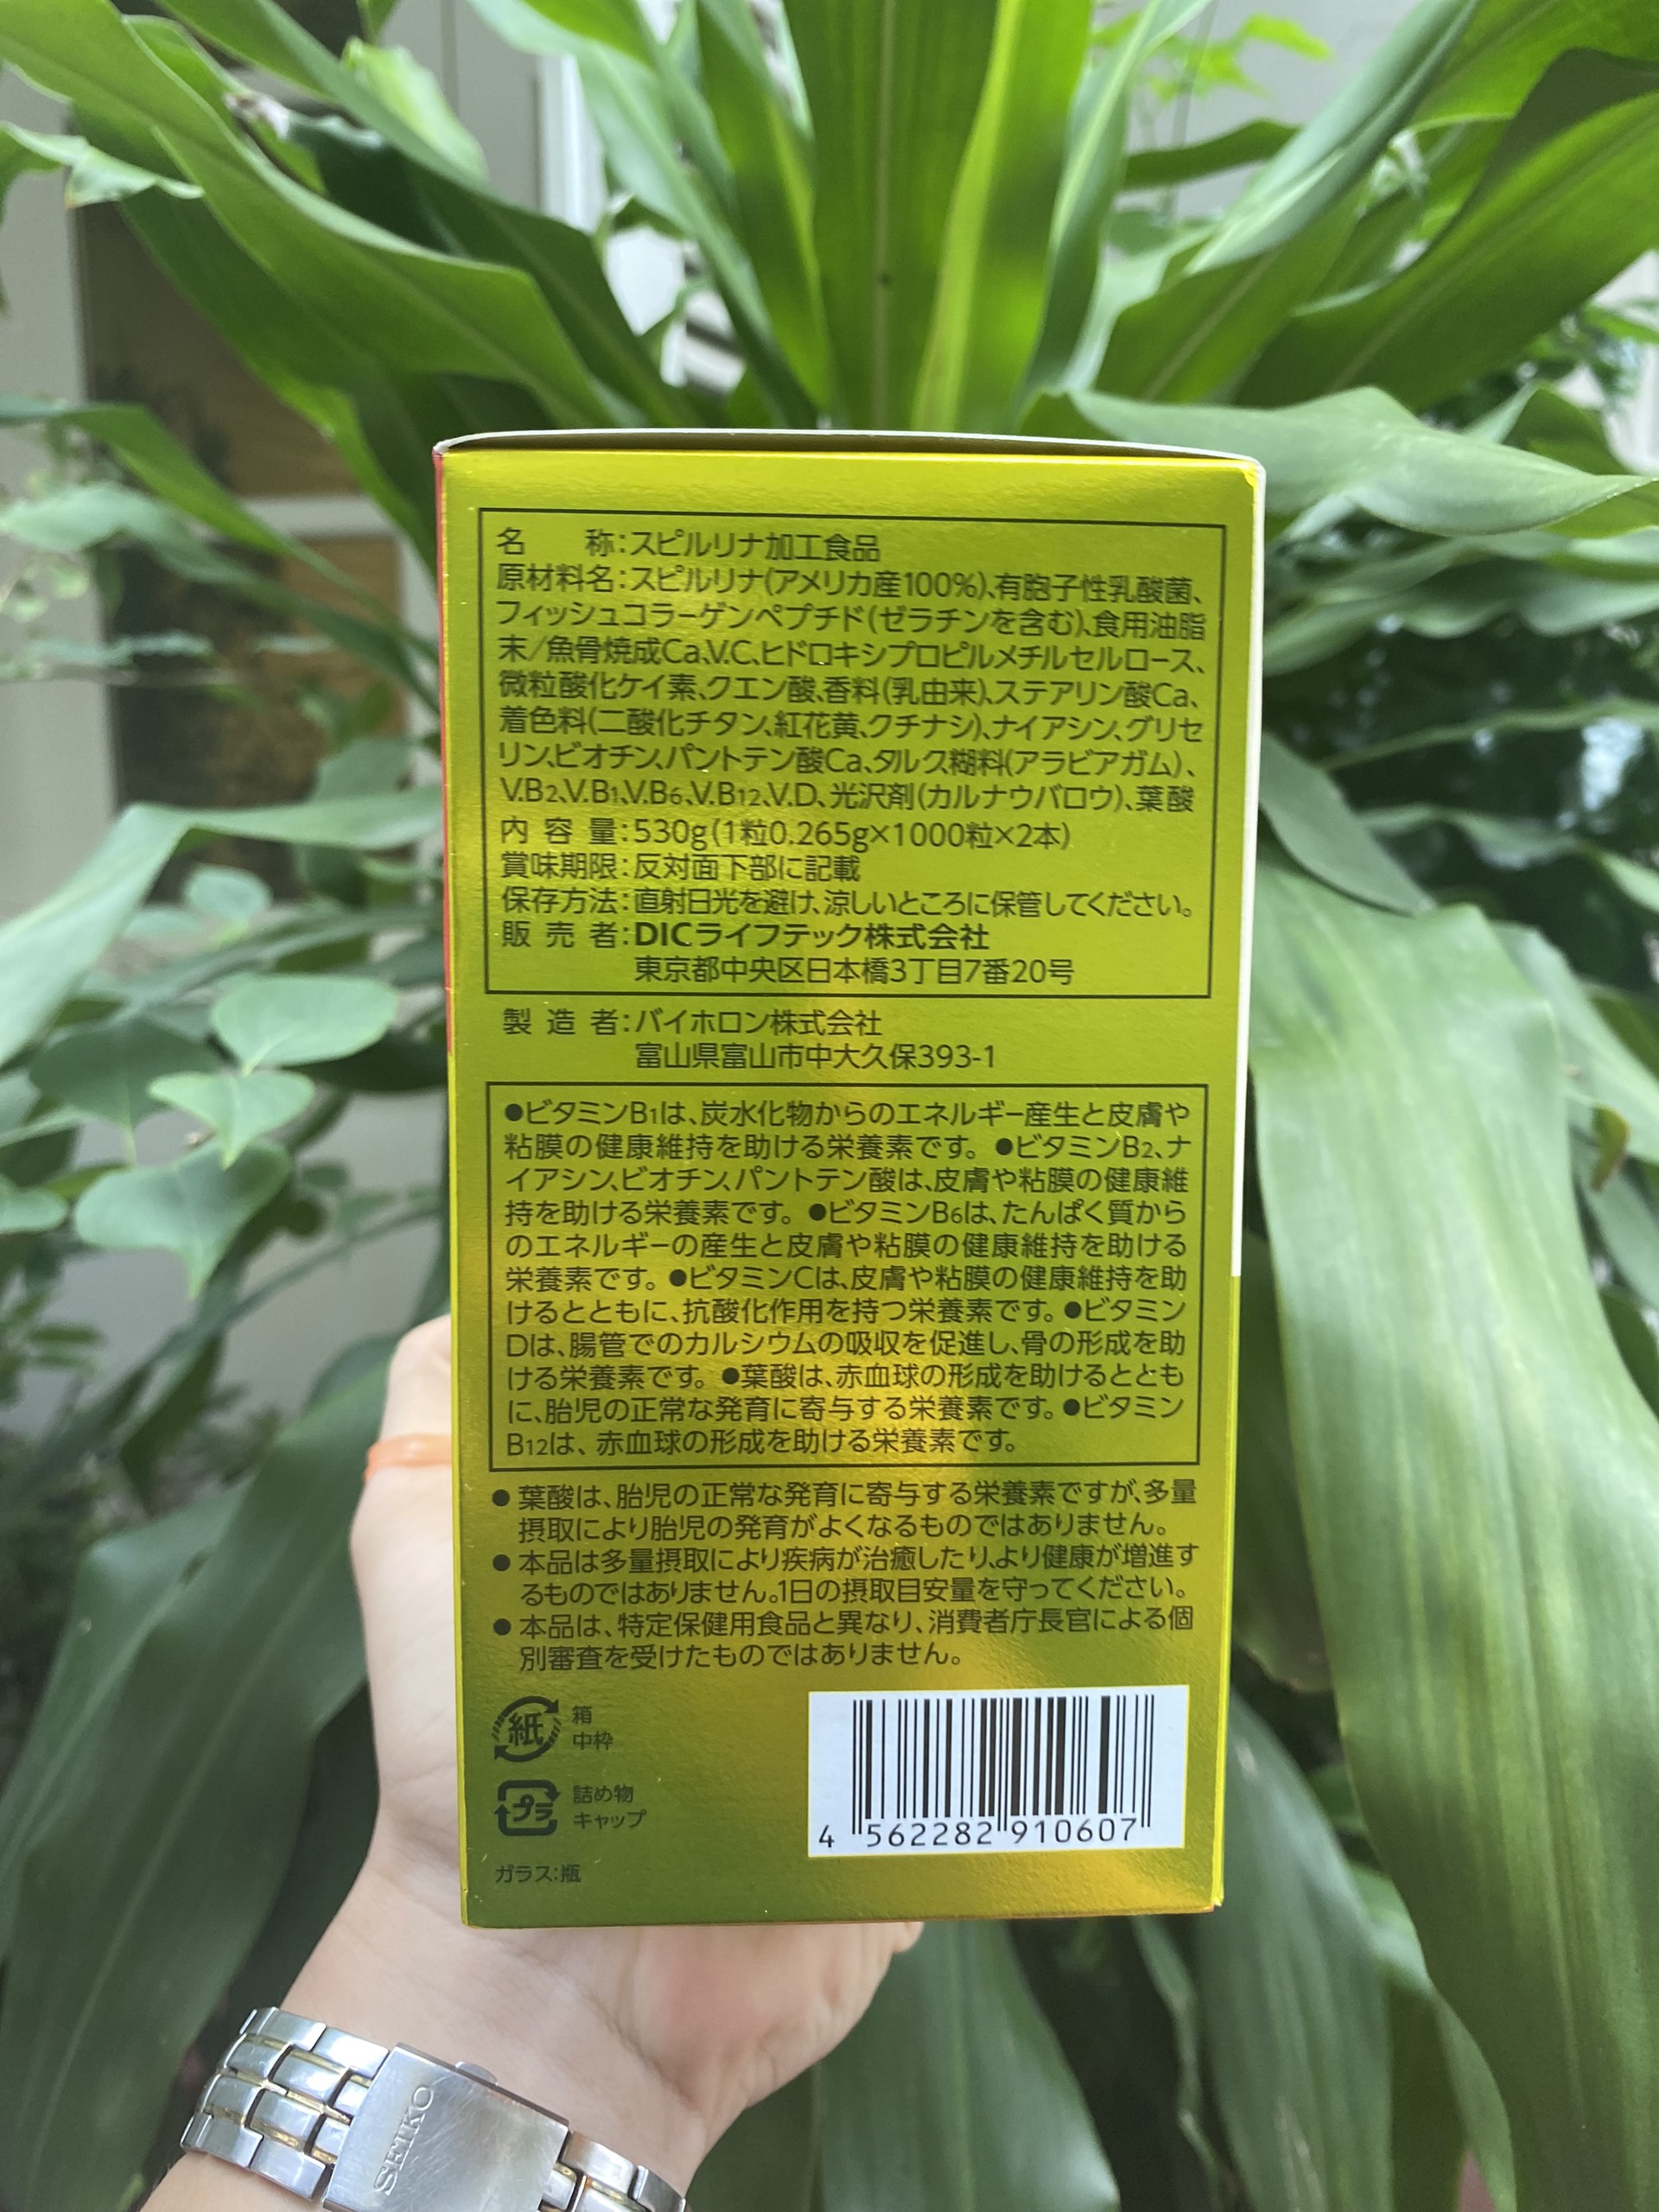 名 称:スピルリナ加工食品
原材料名:スピルリナ(アメリカ産100%)、有胞子性乳酸菌、
フィッシュコラーゲンペプチド(ゼラチンを含む)、食用油脂
末/魚骨焼成Ca、V.C、ヒドロキシプロピルメチルセルロース、
微粒酸化ケイ素、クエン酸、香料(乳由来)、ステアリン酸Ca、
着色料(二酸化チタン、紅花黄、クチナシ)、ナイアシン、グリセ
リン、ビオチン、パントテン酸Ca、タルク、糊料(アラビアガム)、
V.B2、V.B1、V.B6、V.B12、V.D、光沢剤(カルナウバロウ)、葉酸
内容量:530g(1粒0.265g×1000粒×2本)
賞味期限:反対面下部に記載
保存方法:直射日光を避け、涼しいところに保管してください。
販売者:DICライフテック株式会社
東京都中央区日本橋3丁目7番20号
製造者:バイホロン株式会社
富山県富山市中大久保393-1
●ビタミンB1は、炭水化物からのエネルギー産生と皮膚や
粘膜の健康維持を助ける栄養素です。●ビタミンB2、ナ
イアシン、ビオチン、パントテン酸は、皮膚や粘膜の健康維
持を助ける栄養素です。●ビタミンB6は、たんぱく質から
のエネルギーの産生と皮膚や粘膜の健康維持を助ける
栄養素です。●ビタミンCは、皮膚や粘膜の健康維持を助
けるとともに、抗酸化作用を持つ栄養素です。●ビタミン
Dは、腸管でのカルシウムの吸収を促進し、骨の形成を助
ける栄養素です。●葉酸は、赤血球の形成を助けるととも
に、胎児の正常な発育に寄与する栄養素です。●ビタミン
B12は、赤血球の形成を助ける栄養素です。
●葉酸は、胎児の正常な発育に寄与する栄養素ですが、多量
摂取により胎児の発育がよくなるものではありません。
●本品は多量摂取により疾病が治癒したり、より健康が増進す
るものではありません。1日の摂取目安量を守ってください。
●本品は、特定保健用食品と異なり、消費者庁長官による個
別審査を受けたものではありません。
紙 箱
中枠
プラ 詰め物
キャップ
ガラス:瓶
4 562282 910607
SEIKO